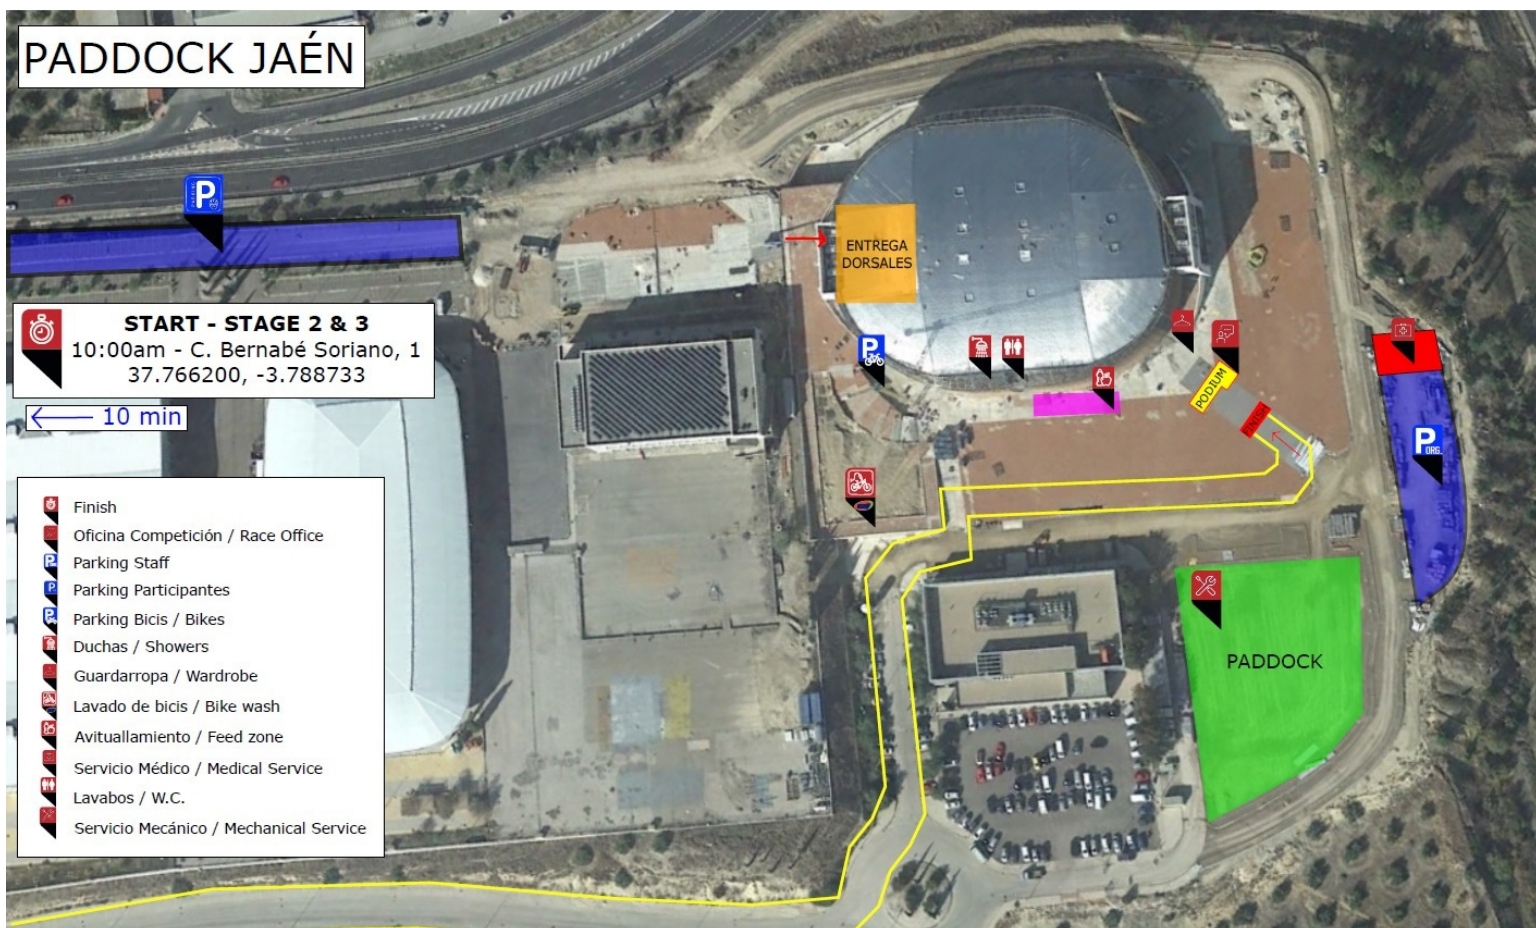 PADDOCK JAÉN
P
ENTREGA
DORSALES
START - STAGE 2 & 3
10:00am - C. Bernabé Soriano, 1
37.766200, -3.788733
10 min
P
PODIUM
FINISH
P
ORG.
PADDOCK
Finish
Oficina Competición / Race Office
Parking Staff
Parking Participantes
Parking Bicis / Bikes
Duchas / Showers
Guardarropa / Wardrobe
Lavado de bicis / Bike wash
Avituallamiento / Feed zone
Servicio Médico / Medical Service
Lavabos / W.C.
Servicio Mecánico / Mechanical Service